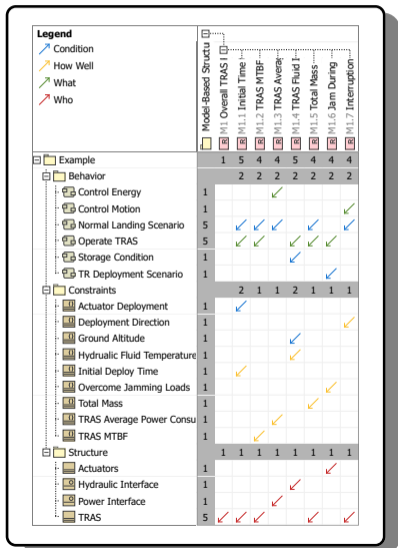 Legend
Condition
How Well
What
Who
Model-Based Structu
R M1 Overall TRAS I
R M1.1 Initial Time
R M1.2 TRAS MTBF
R M1.3 TRAS Avera
R M1.4 TRAS Fluid I
R M1.5 Total Mass
R M1.6 Jam During
R M1.7 Interruption
Example 1 5 4 4 5 4 4 4
Behavior 2 2 2 2 2 2 2
Control Energy 1
Control Motion 1
Normal Landing Scenario 5
Operate TRAS 5
Storage Condition 1
TR Deployment Scenario 1
Constraints 2 1 1 2 1 1 1
Actuator Deployment 1
Deployment Direction 1
Ground Altitude 1
Hydralic Fluid Temperature 1
Initial Deploy Time 1
Overcome Jamming Loads 1
Total Mass 1
TRAS Average Power Consu 1
TRAS MTBF 1
Structure 1 1 1 1 1 1 1 1
Actuators 1
Hydraulic Interface 1
Power Interface 1
TRAS 5